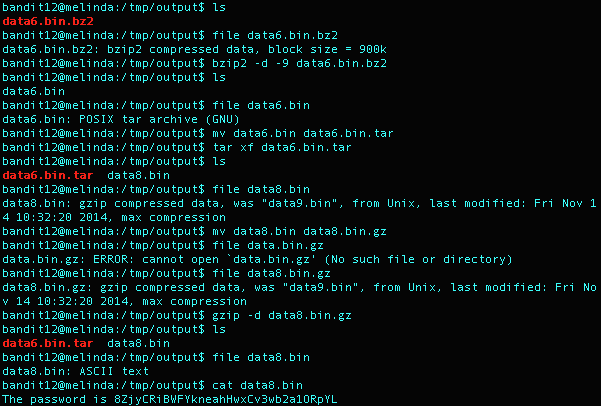 bandit12@melinda:/tmp/output$ ls
data6.bin.bz2
bandit12@melinda:/tmp/output$ file data6.bin.bz2
data6.bin.bz2: bzip2 compressed data, block size = 900k
bandit12@melinda:/tmp/output$ bzip2 -d -9 data6.bin.bz2
bandit12@melinda:/tmp/output$ ls
data6.bin
bandit12@melinda:/tmp/output$ file data6.bin
data6.bin: POSIX tar archive (GNU)
bandit12@melinda:/tmp/output$ mv data6.bin data6.bin.tar
bandit12@melinda:/tmp/output$ tar xf data6.bin.tar
bandit12@melinda:/tmp/output$ ls
data6.bin.tar  data8.bin
bandit12@melinda:/tmp/output$ file data8.bin
data8.bin: gzip compressed data, was "data9.bin", from Unix, last modified: Fri Nov 1
4 10:32:20 2014, max compression
bandit12@melinda:/tmp/output$ mv data8.bin data8.bin.gz
bandit12@melinda:/tmp/output$ file data.bin.gz
data.bin.gz: ERROR: cannot open `data.bin.gz' (No such file or directory)
bandit12@melinda:/tmp/output$ file data8.bin.gz
data8.bin.gz: gzip compressed data, was "data9.bin", from Unix, last modified: Fri No
v 14 10:32:20 2014, max compression
bandit12@melinda:/tmp/output$ gzip -d data8.bin.gz
bandit12@melinda:/tmp/output$ ls
data6.bin.tar  data8.bin
bandit12@melinda:/tmp/output$ file data8.bin
data8.bin: ASCII text
bandit12@melinda:/tmp/output$ cat data8.bin
The password is 8ZjyCRiBWFYkneahHwxCv3wb2a1ORpYL